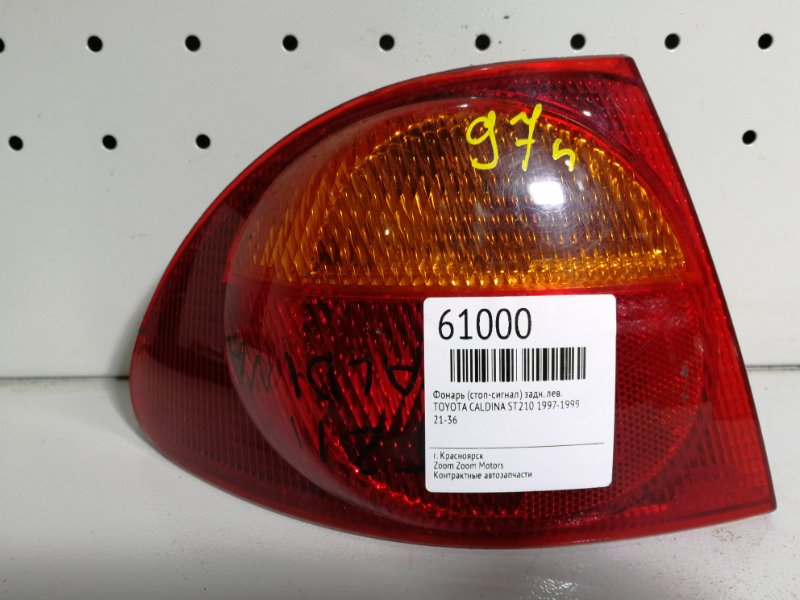 97л
61000
Фонарь (стоп-сигнал) задн. лев.
TOYOTA CALDINA ST210 1997-1999
21-36
г. Красноярск
Zoom Zoom Motors
Контрактные автозапчасти